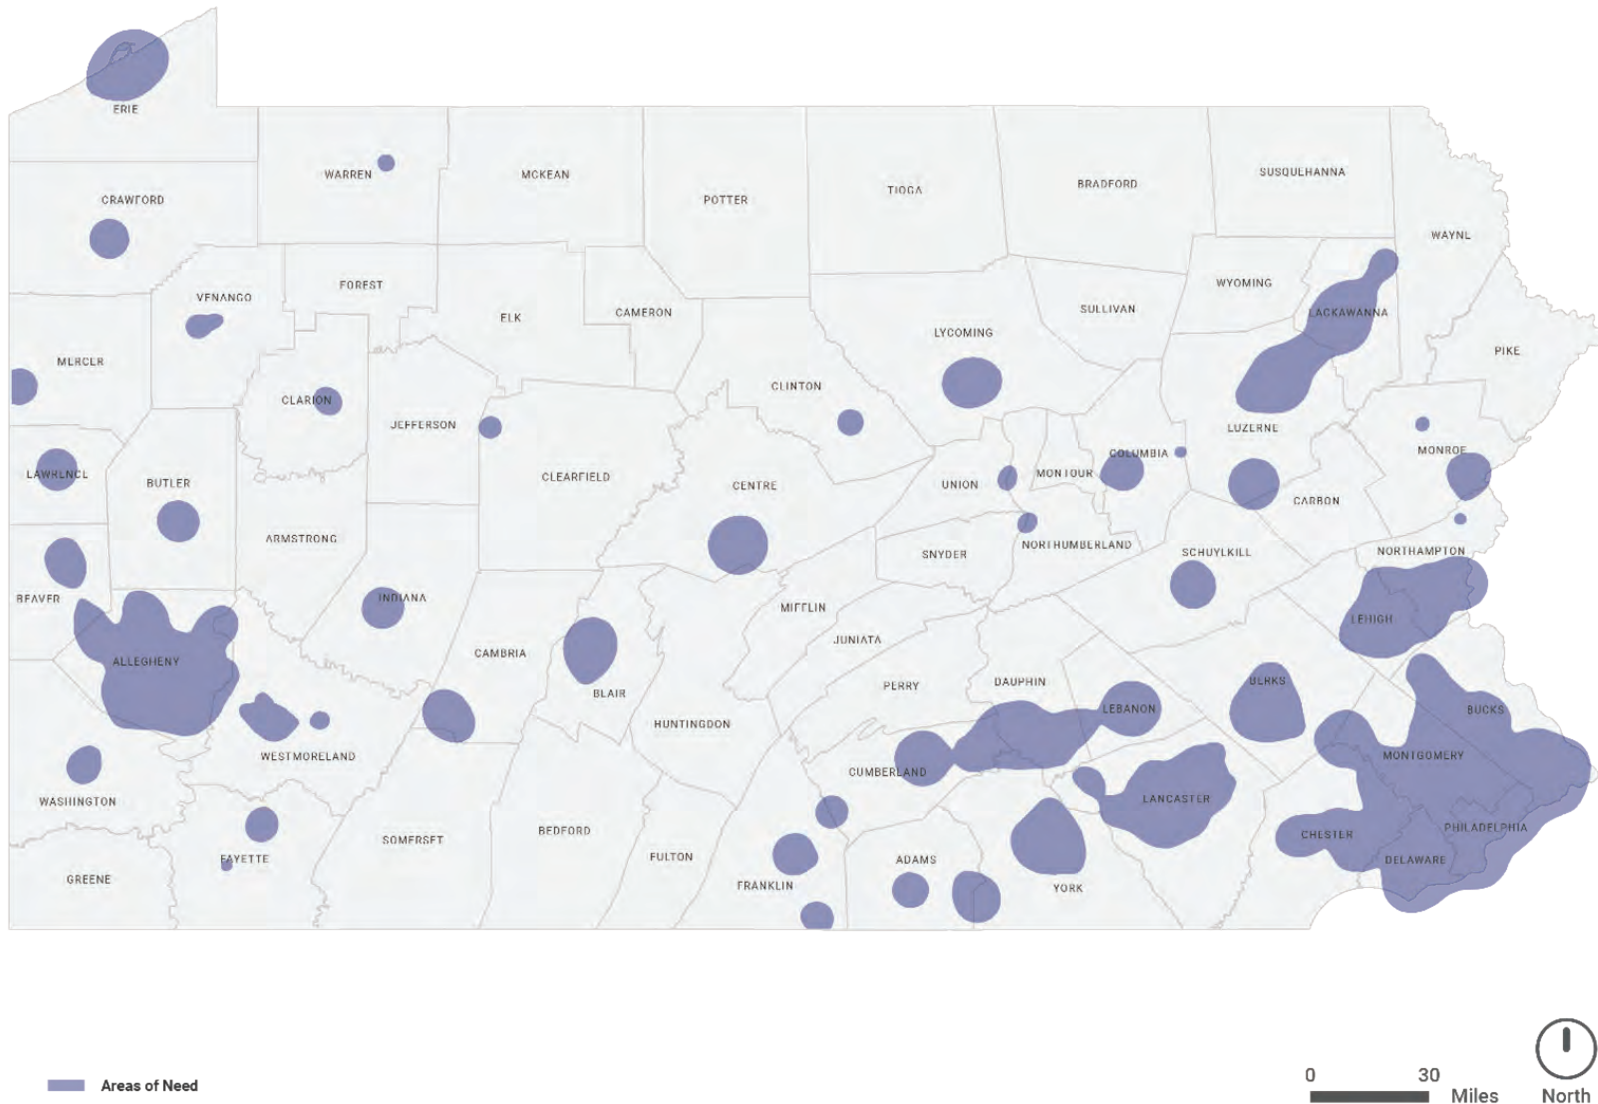 ERIE
WARREN
MCKEAN
SUSQUEHANNA
TIOGA
BRADFORD
CRAWFORD
POTTER
WAYNE
FOREST
WYOMING
VENANGO
ELK
CAMERON
SULLIVAN
LACKAWANNA
LYCOMING
PIKE
MERCER
CLINTON
CLARION
JEFFERSON
LUZERNE
COLUMBIA
MONROE
LAWRENCE
BUTLER
CLEARFIELD
CENTRE
UNION
MONTOUR
CARBON
ARMSTRONG
SNYDER
NORTHUMBERLAND
SCHUYLKILL
NORTHAMPTON
BEAVER
INDIANA
MIFFLIN
LEHIGH
JUNIATA
ALLEGHENY
CAMBRIA
BLAIR
PERRY
DAUPHIN
BERKS
LEBANON
BUCKS
HUNTINGDON
WESTMORELAND
CUMBERLAND
MONTGOMERY
WASHINGTON
LANCASTER
SOMERSET
BEDFORD
CHESTER
PHILADELPHIA
FAYETTE
FULTON
ADAMS
DELAWARE
GREENE
FRANKLIN
YORK
Areas of Need
0 30
Miles
North